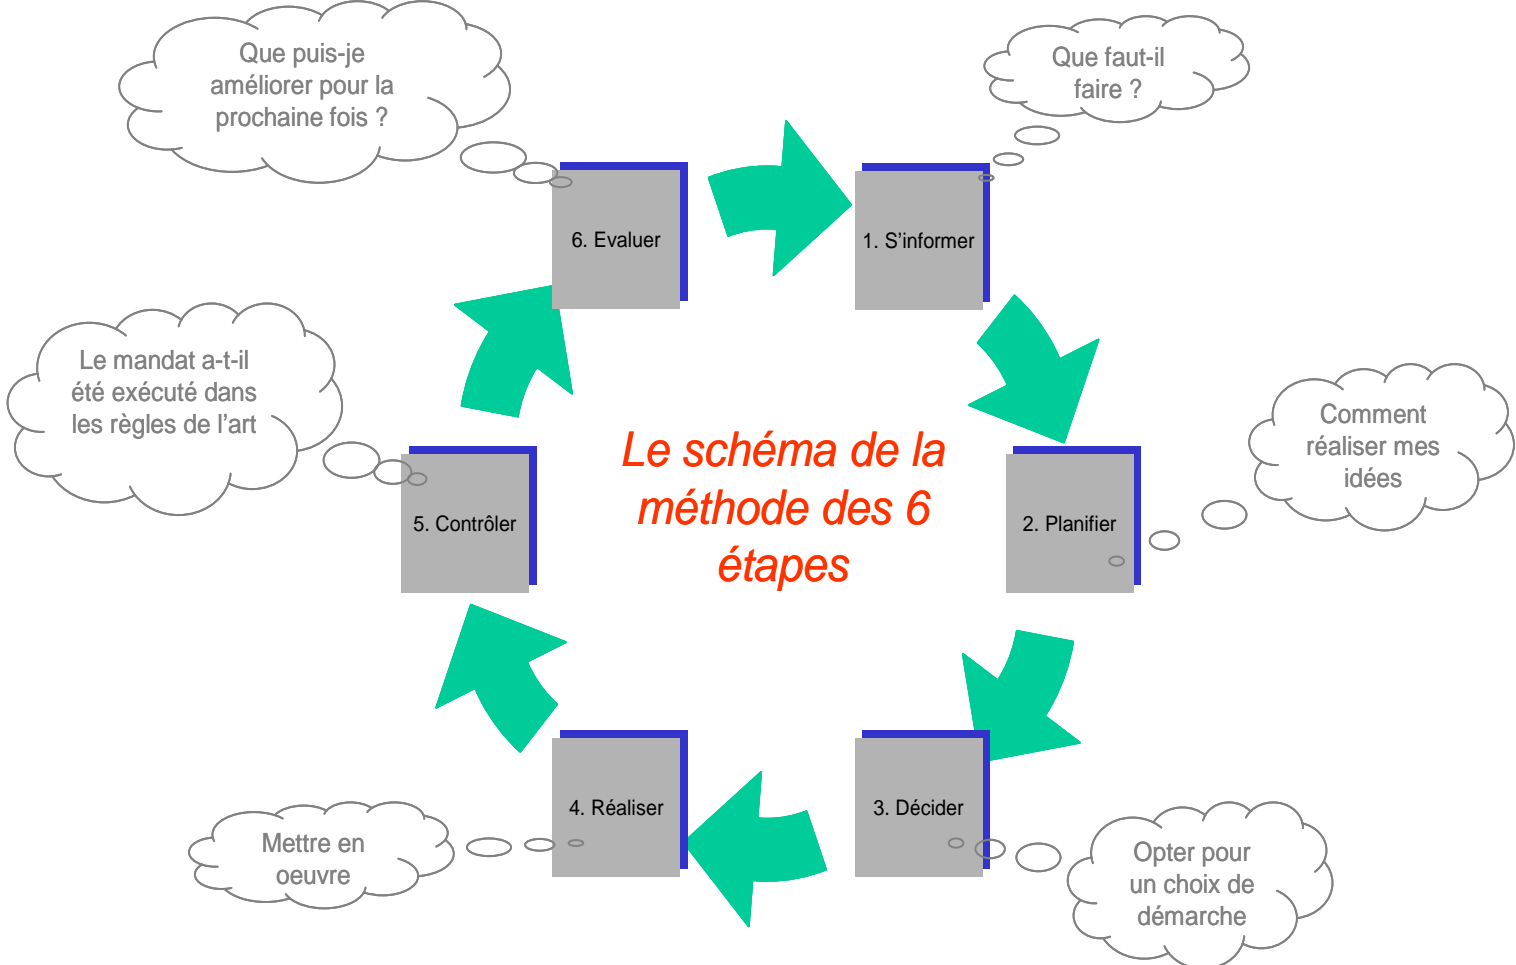 Que puis-je
améliorer pour la
prochaine fois ?
Que faut-il
faire ?
6. Evaluer
1. S'informer
Le mandat a-t-il
été exécuté dans
les règles de l'art
Comment
réaliser mes
idées
Le schéma de la
méthode des 6
étapes
5. Contrôler
2. Planifier
4. Réaliser
3. Décider
Mettre en
oeuvre
Opter pour
un choix de
démarche